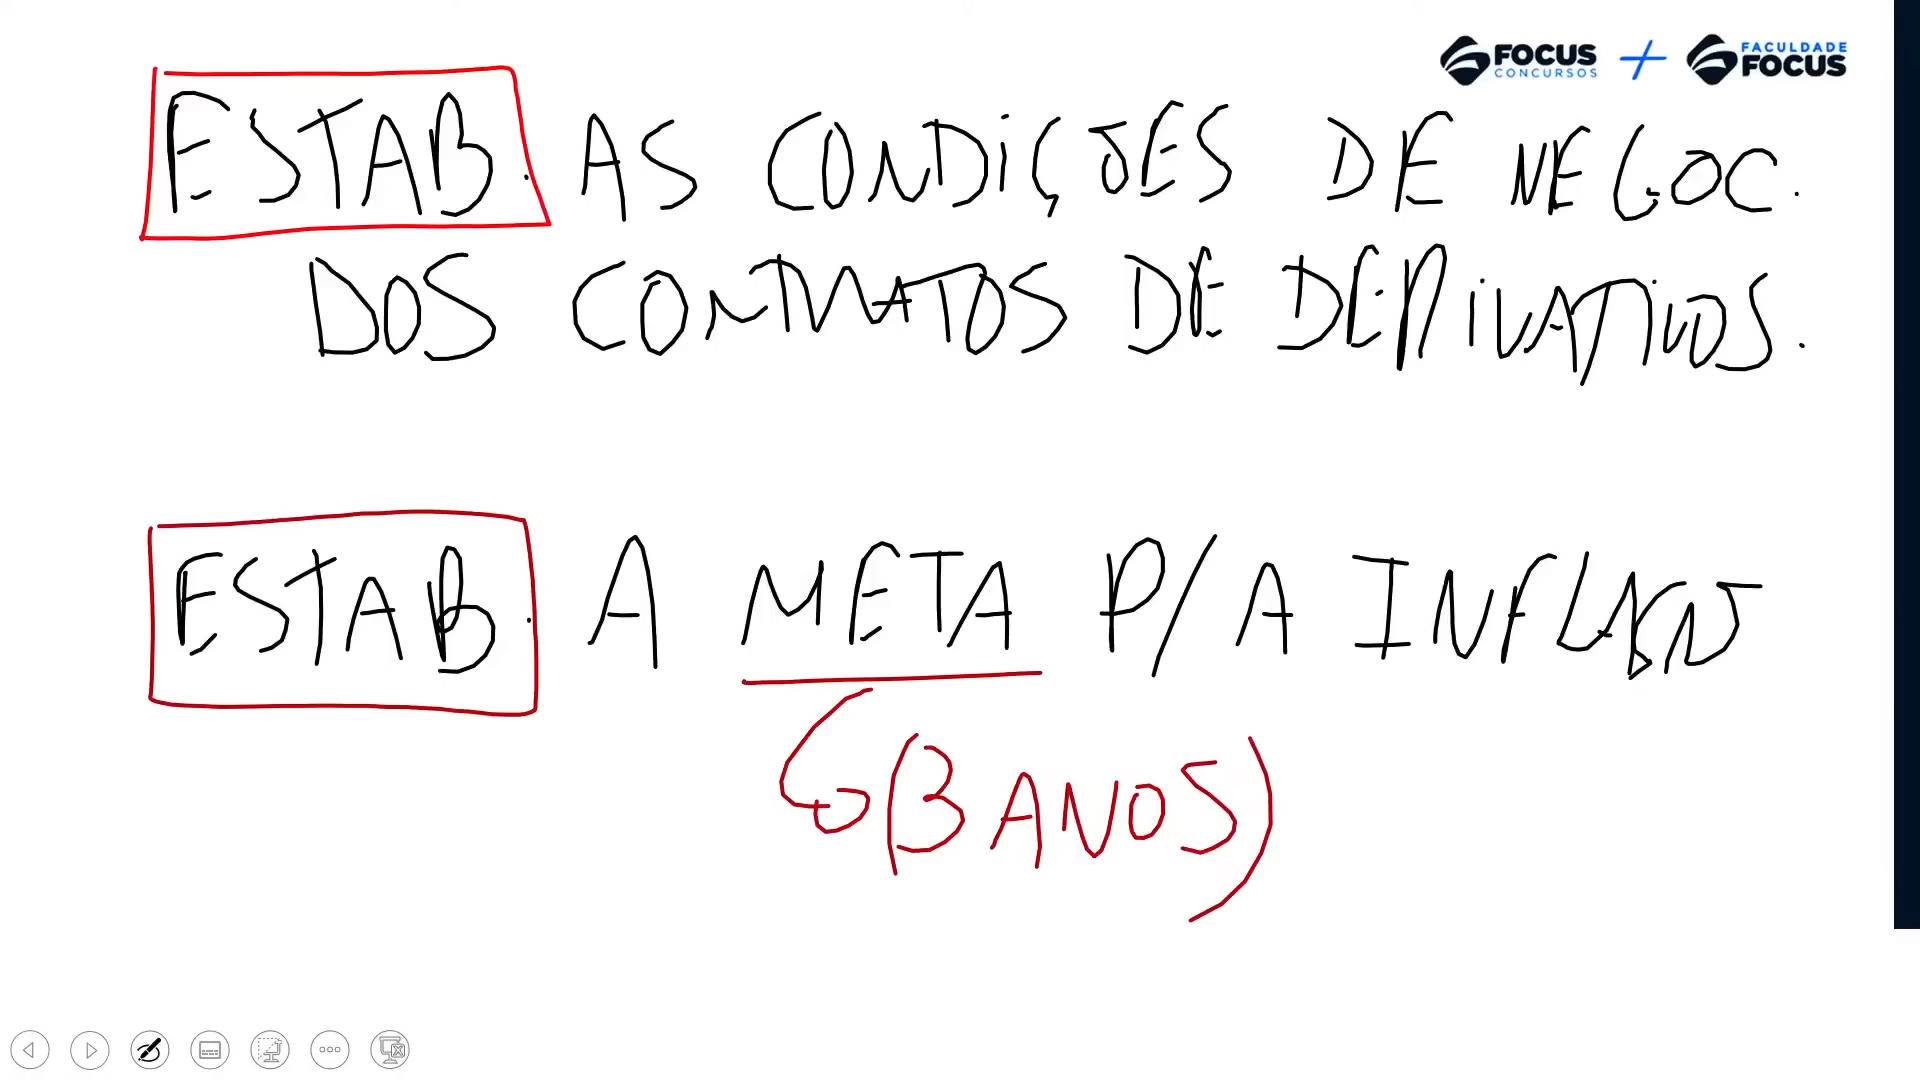 FOCUS CONCURSOS + FACULDADE FOCUS
ESTAB. AS CONDIÇÕES DE NEGOC.
DOS CONTRATOS DE DERIVATIVOS.
ESTAB. A META P/ A INFLAÇÃO
(3 ANOS)